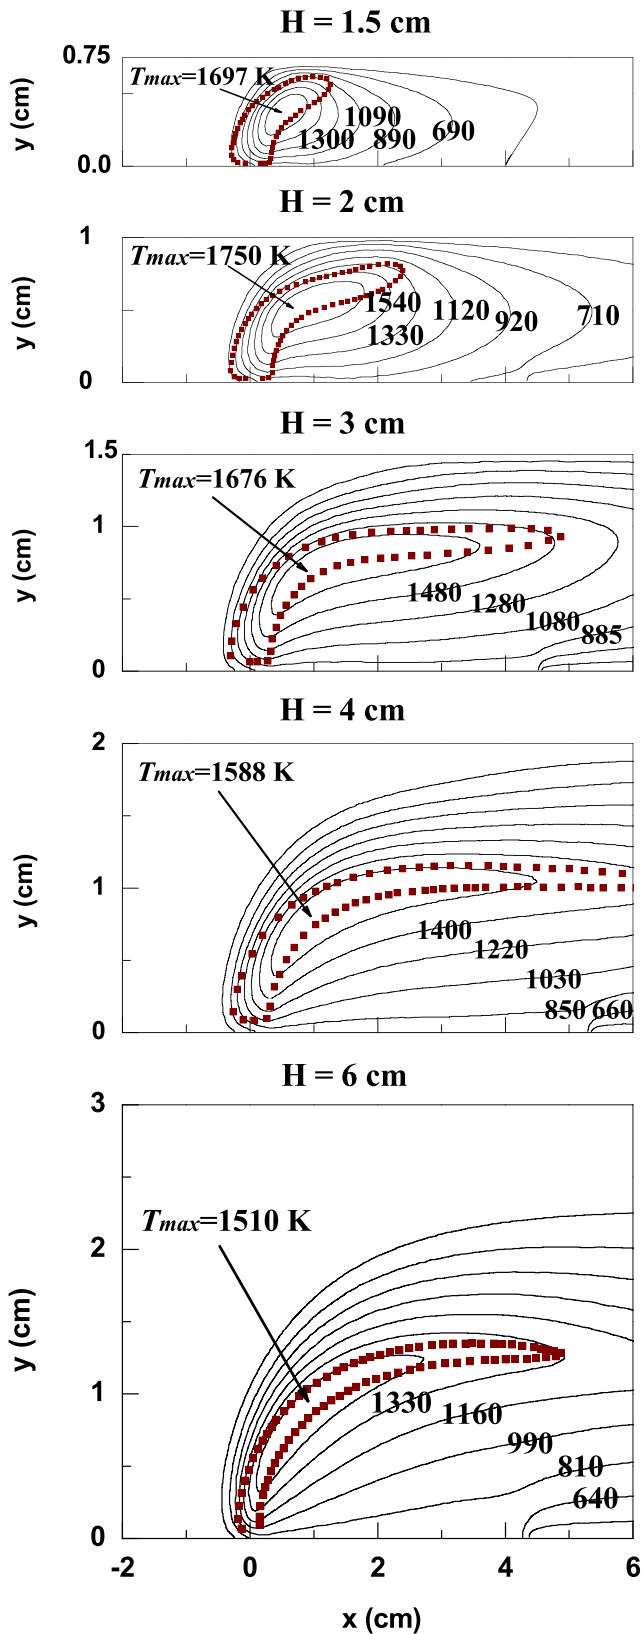 H = 1.5 cm
0.75
Tmax=1697 K
1090
1300 890 690
y (cm)
0.0
H = 2 cm
1
Tmax=1750 K
1540 1120 920 710
1330
y (cm)
0
H = 3 cm
1.5
Tmax=1676 K
1
1480
1280
1080
885
y (cm)
0
H = 4 cm
2
Tmax=1588 K
1
1400
1220
1030
850 660
y (cm)
0
H = 6 cm
3
Tmax=1510 K
2
1
1330
1160
990
810
640
y (cm)
0
-2 0 2 4 6
x (cm)